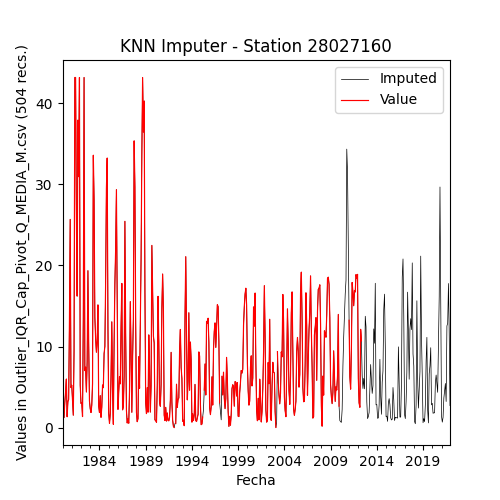 KNN Imputer - Station 28027160
Values in Outlier_IQR_Cap_Pivot_Q_MEDIA_M.csv (504 recs.)
Imputed
Value
40
30
20
10
0
1984 1989 1994 1999 2004 2009 2014 2019
Fecha